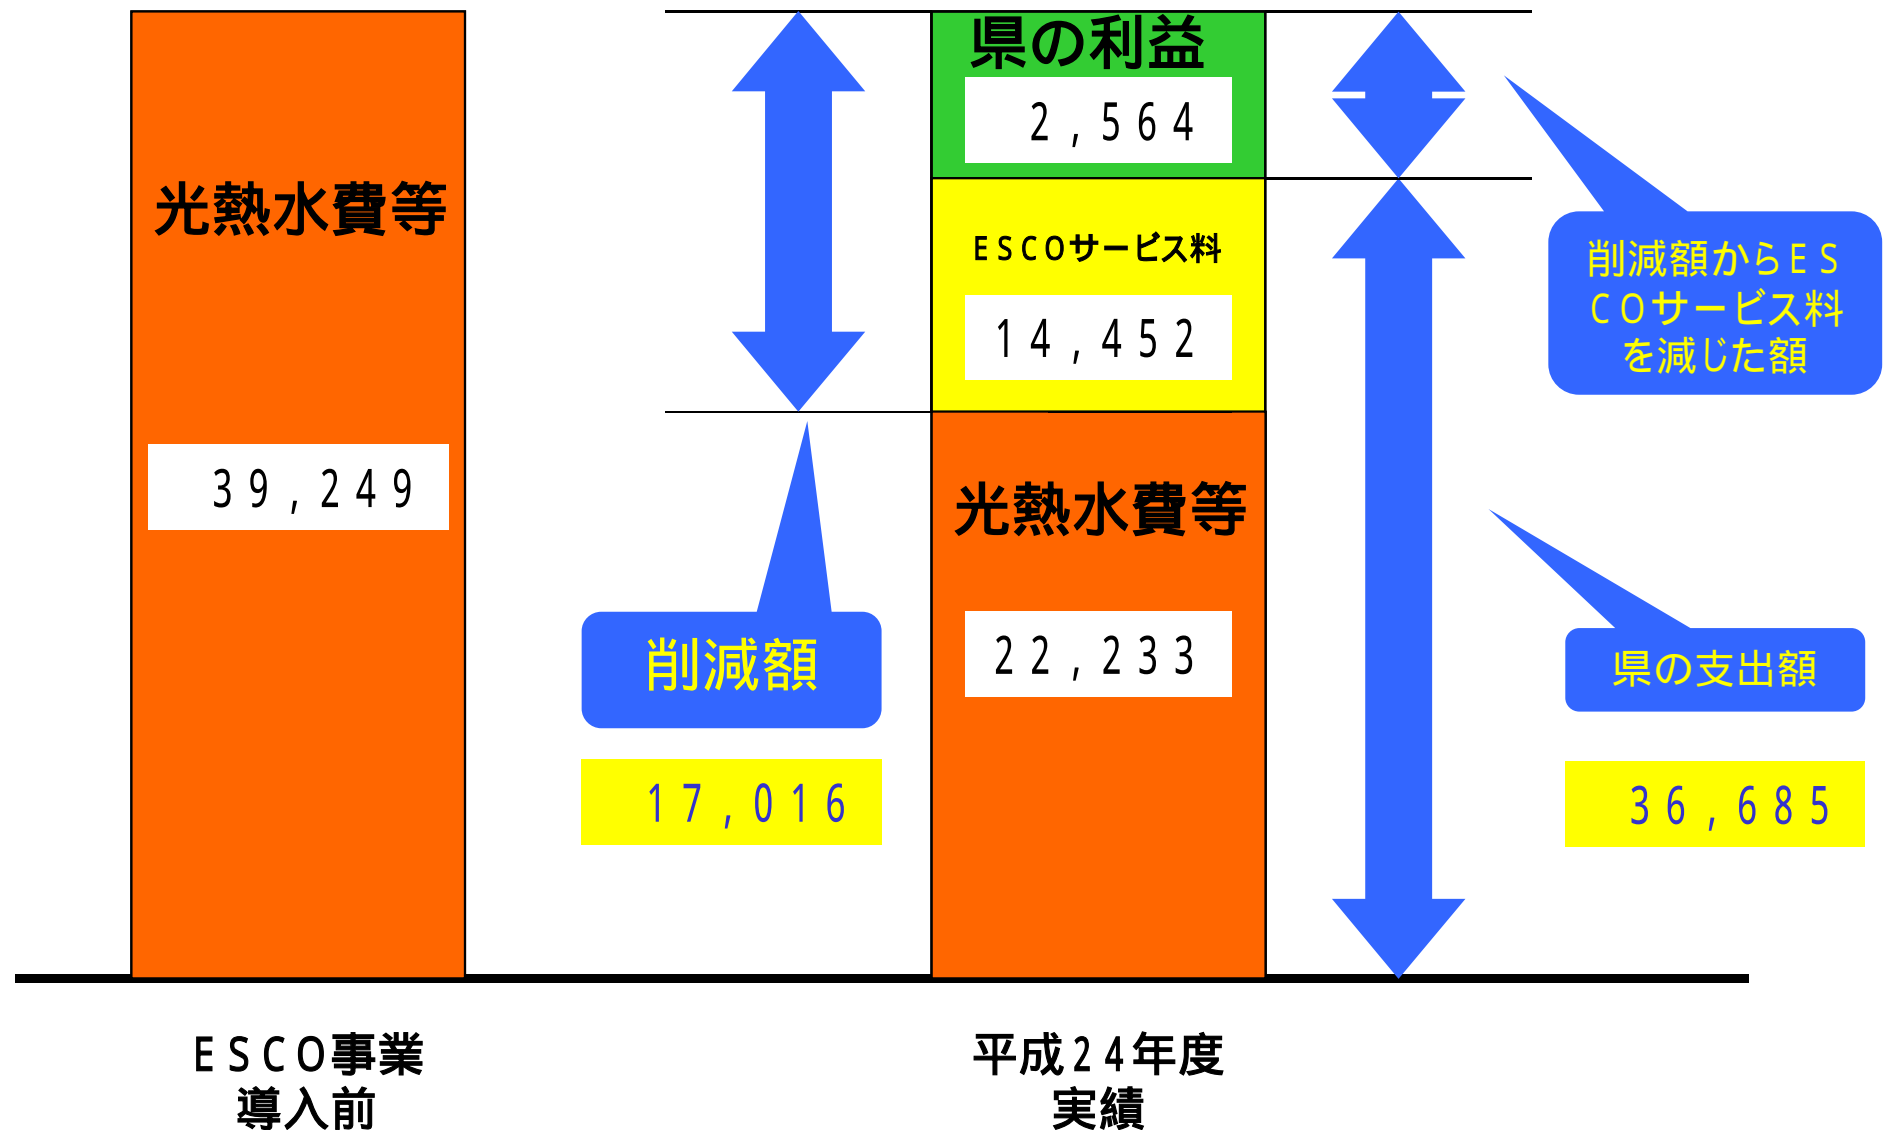 光熱水費等
３９,２４９
ＥＳＣＯ事業
導入前
削減額
１７,０１６
県の利益
２,５６４
ＥＳＣＯサービス料
１４,４５２
光熱水費等
２２,２３３
平成２４年度
実績
削減額からＥＳ
ＣＯサービス料
を減じた額
県の支出額
３６,６８５